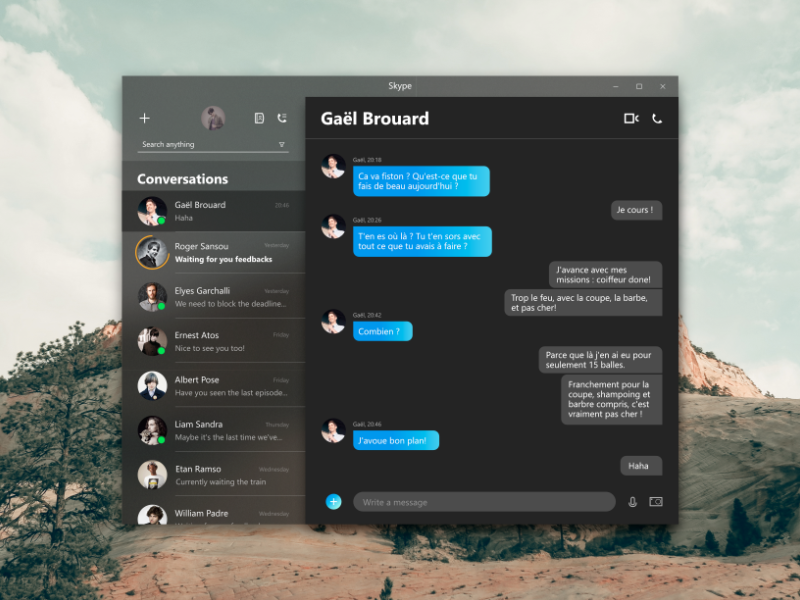 Skype
Search anything
Conversations
Gaël Brouard
20:46
Haha
Roger Sansou
Yesterday
Waiting for you feedbacks
Elyes Garchalli
Yesterday
We need to block the deadline...
Ernest Atos
Friday
Nice to see you too!
Albert Pose
Friday
Have you seen the last episode...
Liam Sandra
Thursday
Maybe it's the last time we've...
Etan Ramso
Wednesday
Currently waiting the train
William Padre
Wednesday
Gaël Brouard
Gaël, 20:18
Ca va fiston ? Qu'est-ce que tu
fais de beau aujourd'hui ?
Je cours !
Gaël, 20:26
T'en es où là ? Tu t'en sors avec
tout ce que tu avais à faire ?
J'avance avec mes
missions : coiffeur done!
Trop le feu, avec la coupe, la barbe,
et pas cher!
Gaël, 20:42
Combien ?
Parce que là j'en ai eu pour
seulement 15 balles.
Franchement pour la
coupe, shampoing et
barbre compris, c'est
vraiment pas cher !
Gaël, 20:46
J'avoue bon plan!
Haha
Write a message